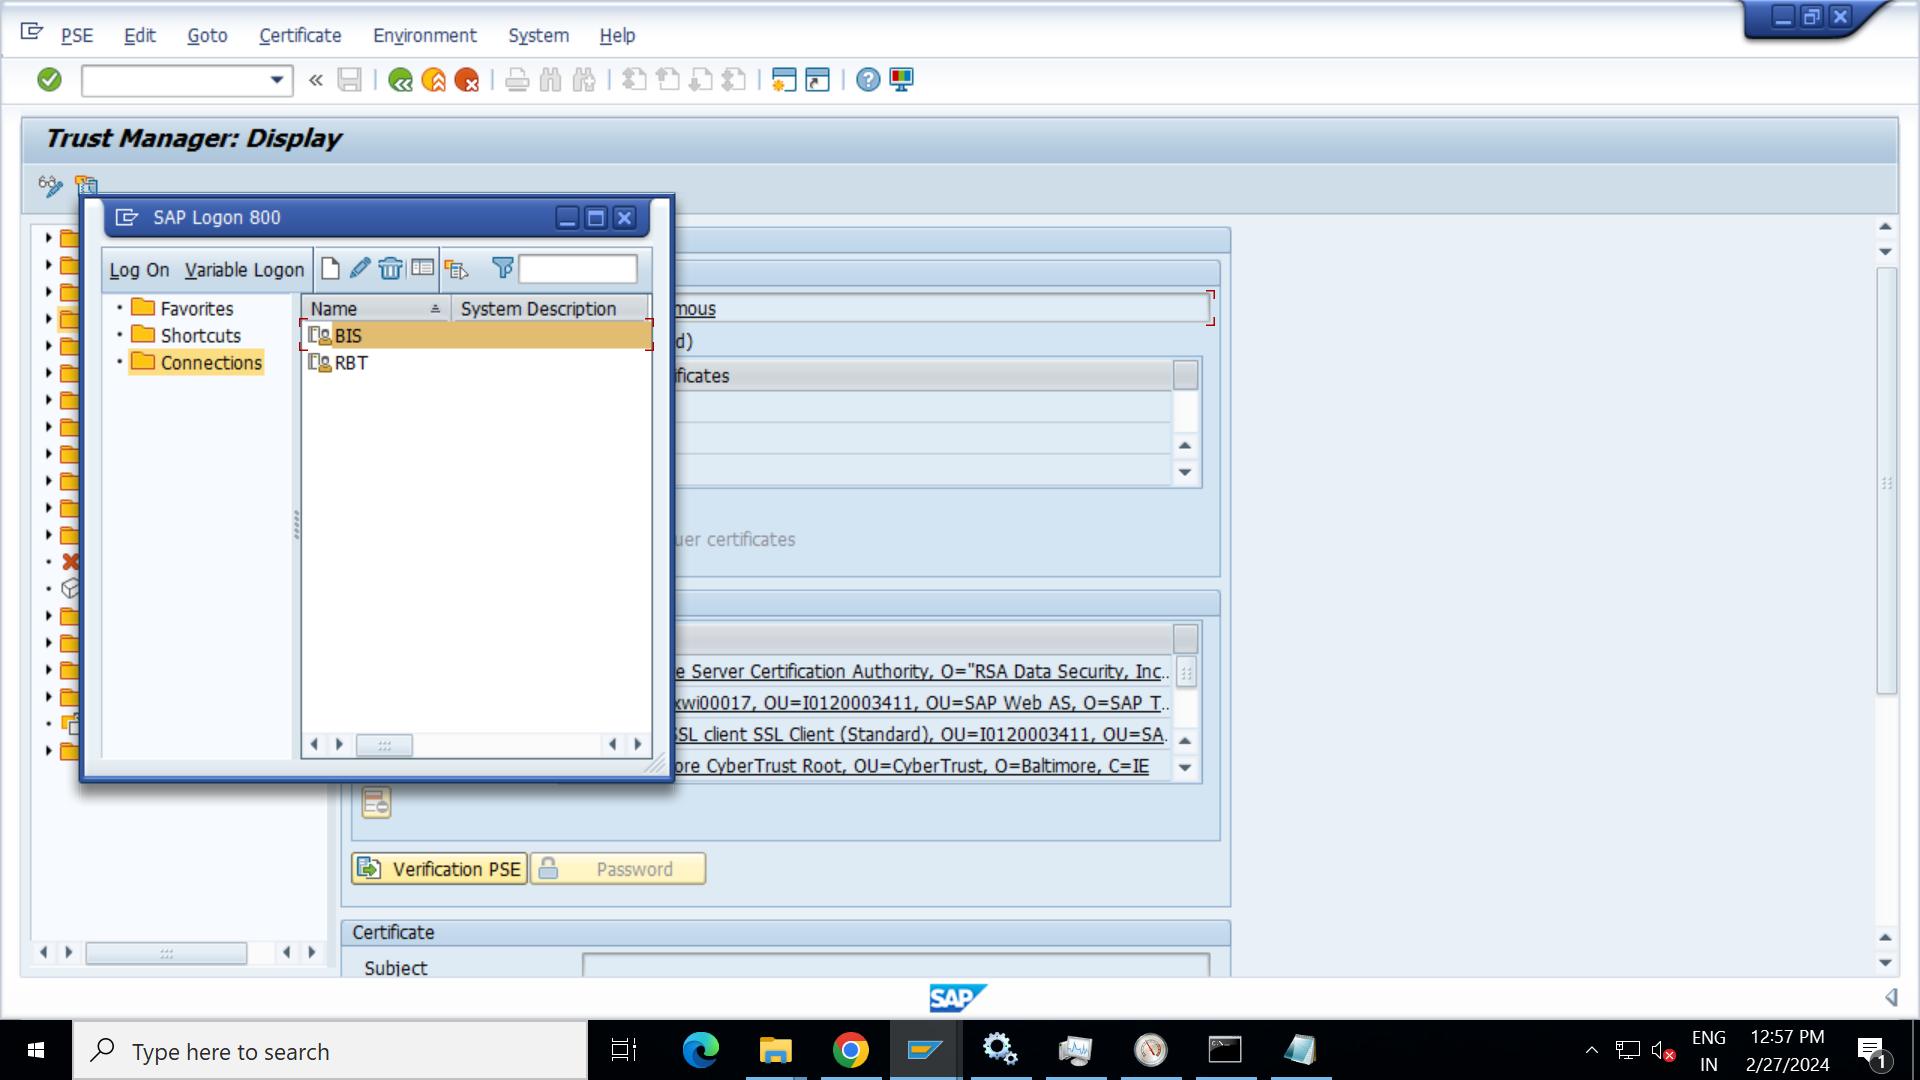 PSE Edit Goto Certificate Environment System Help
Trust Manager: Display
SAP Logon 800
Log On Variable Logon
Favorites
Shortcuts
Connections
Name System Description
BIS
RBT
mous
d)
ificates
uer certificates
e Server Certification Authority, O="RSA Data Security, Inc..
xwi00017, OU=I0120003411, OU=SAP Web AS, O=SAP T..
SSL client SSL Client (Standard), OU=I0120003411, OU=SA.
ore CyberTrust Root, OU=CyberTrust, O=Baltimore, C=IE
Verification PSE Password
Certificate
Subject
SAP
Type here to search
ENG
IN
12:57 PM
2/27/2024
1